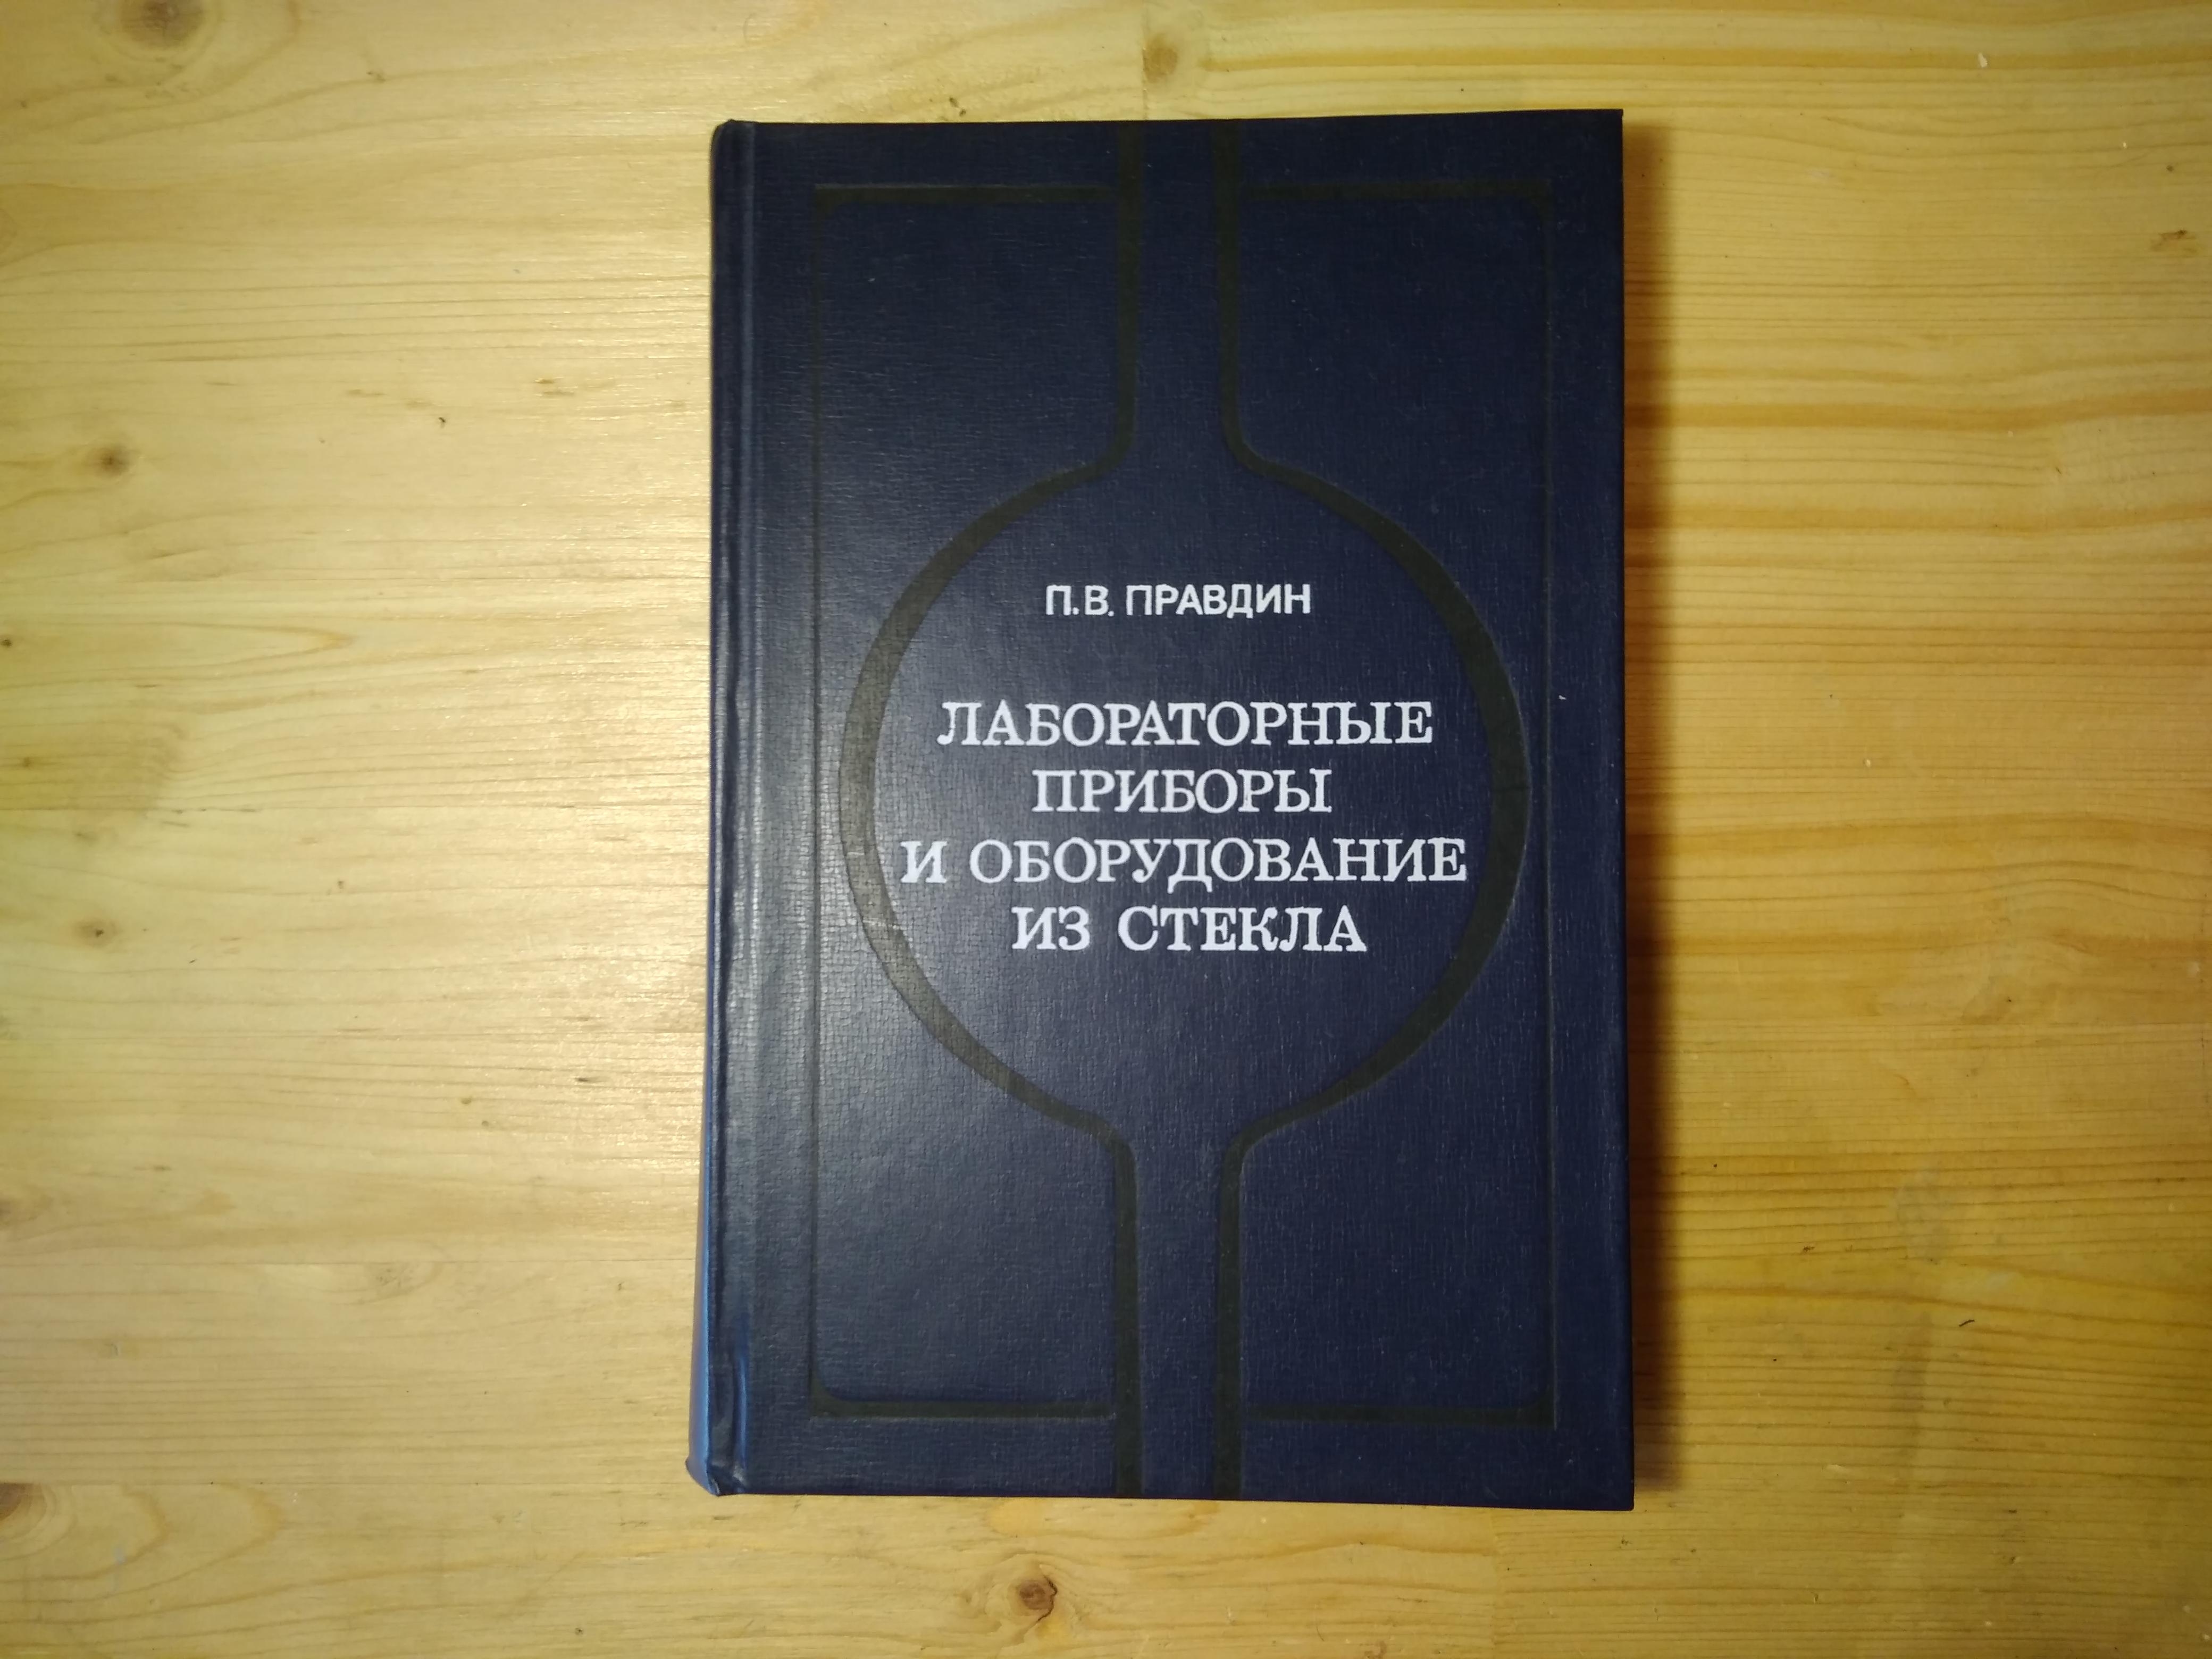 П.В. ПРАВДИН
ЛАБОРАТОРНЫЕ
ПРИБОРЫ
И ОБОРУДОВАНИЕ
ИЗ СТЕКЛА